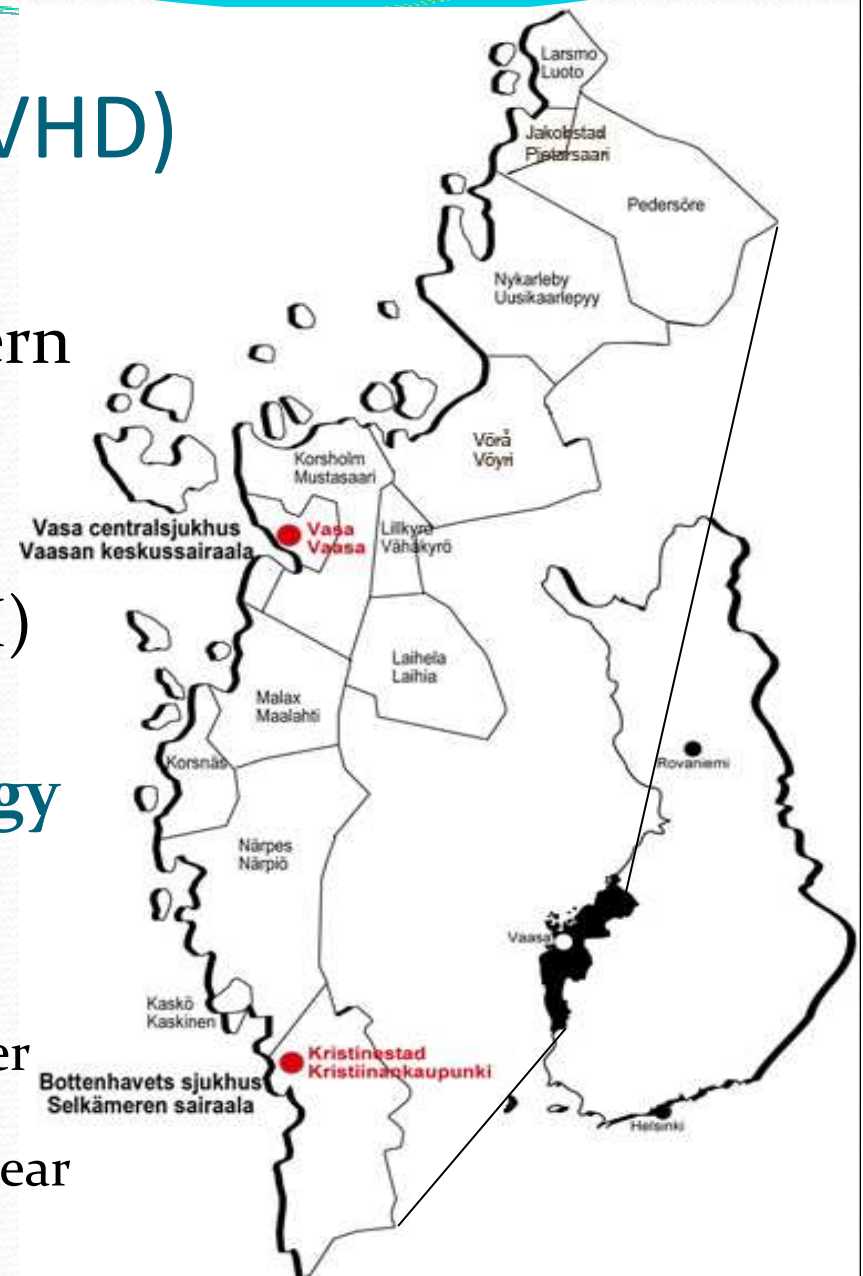 VHD)
ern
I)
gy
er
ear
Larsmo
Luoto
Jakobstad
Pietarsaari
Pedersöre
Nykarleby
Uusikaarlepyy
Vörå
Vöyri
Korsholm
Mustasaari
Vasa centralsjukhus
Vaasan keskussairaala
Vasa
Vaasa
Lillkyro
Vähäkyrö
Laihela
Laihia
Malax
Maalahti
Korsnäs
Närpes
Närpiö
Kaskö
Kaskinen
Bottenhavets sjukhus
Selkämeren sairaala
Kristinestad
Kristiinankaupunki
Rovaniemi
Vaasa
Helsinki